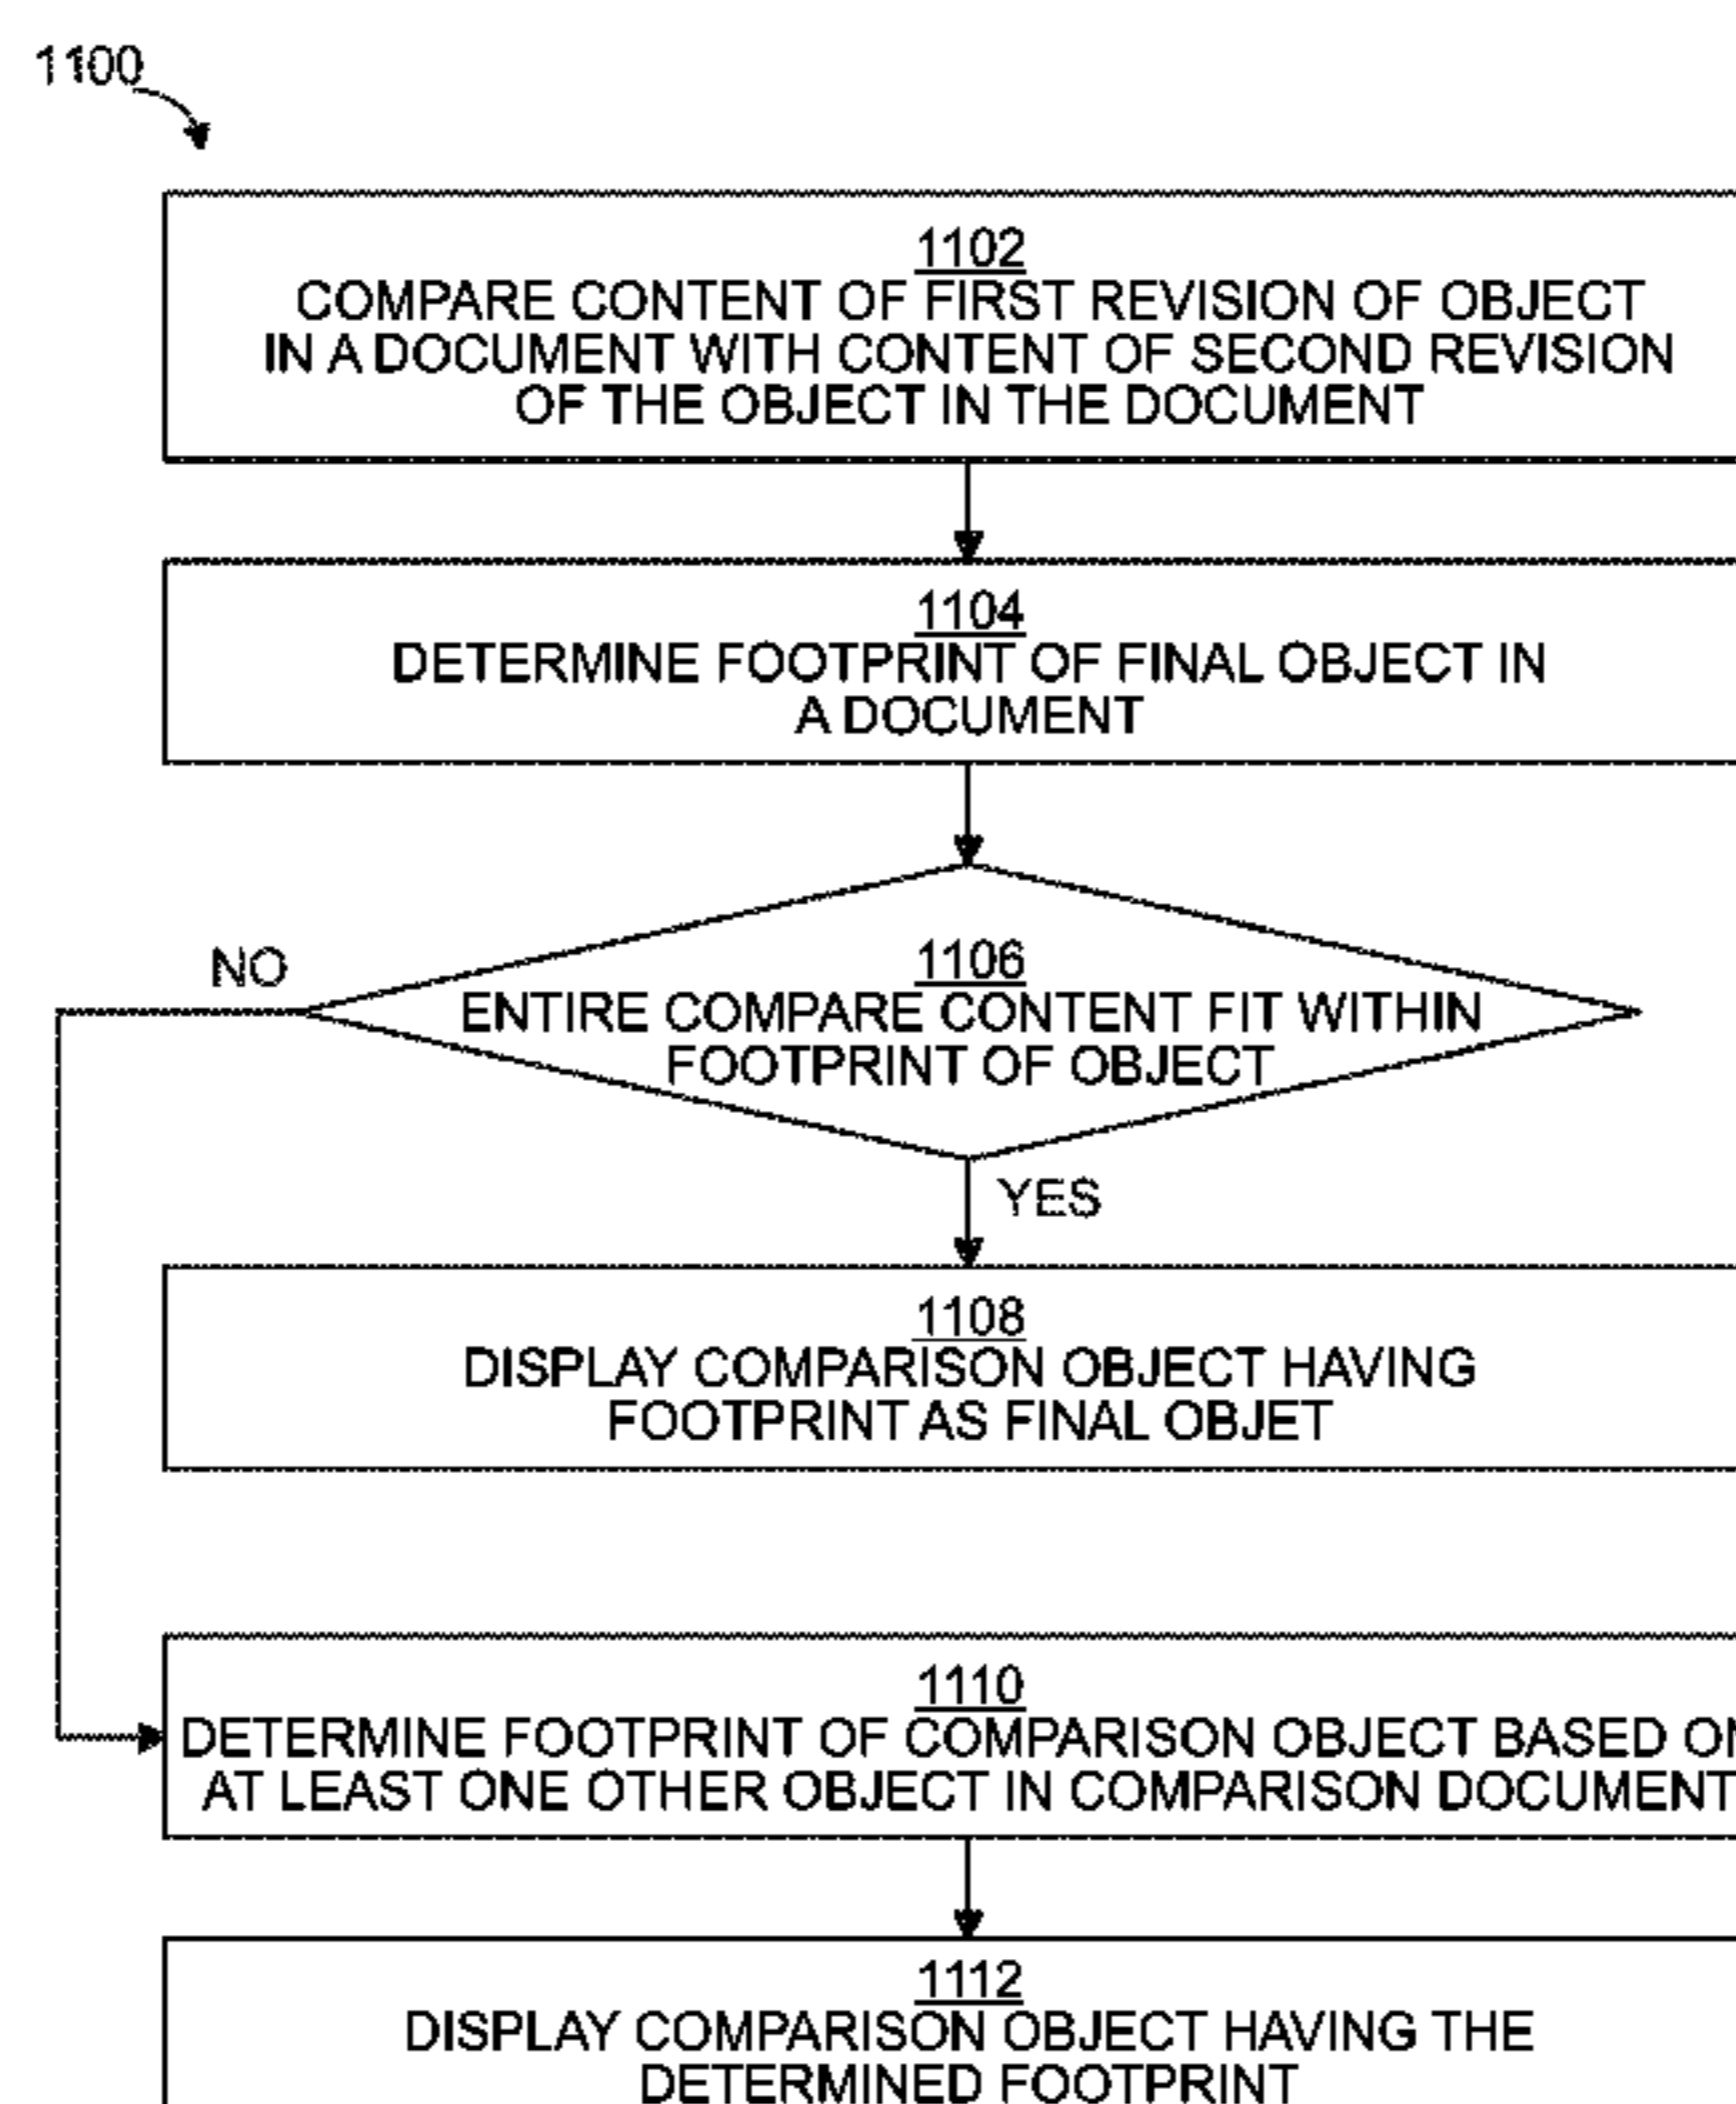 1100
1102
COMPARE CONTENT OF FIRST REVISION OF OBJECT
IN A DOCUMENT WITH CONTENT OF SECOND REVISION
OF THE OBJECT IN THE DOCUMENT
1104
DETERMINE FOOTPRINT OF FINAL OBJECT IN
A DOCUMENT
NO
1106
ENTIRE COMPARE CONTENT FIT WITHIN
FOOTPRINT OF OBJECT
YES
1108
DISPLAY COMPARISON OBJECT HAVING
FOOTPRINT AS FINAL OBJET
1110
DETERMINE FOOTPRINT OF COMPARISON OBJECT BASED ON
AT LEAST ONE OTHER OBJECT IN COMPARISON DOCUMENT
1112
DISPLAY COMPARISON OBJECT HAVING THE
DETERMINED FOOTPRINT